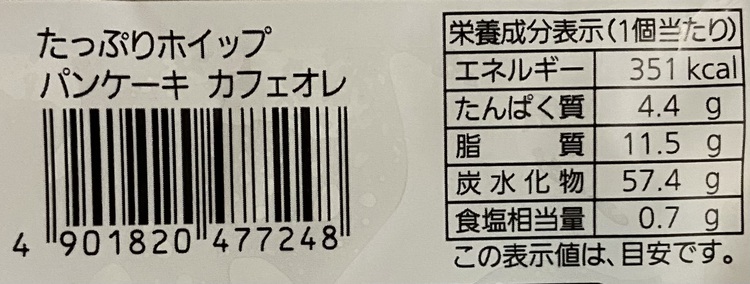 たっぷりホイップ
パンケーキ カフェオレ
4 901820 477248
栄養成分表示(1個当たり)
エネルギー 351 kcal
たんぱく質 4.4 g
脂質 11.5 g
炭水化物 57.4 g
食塩相当量 0.7 g
この表示値は、目安です。